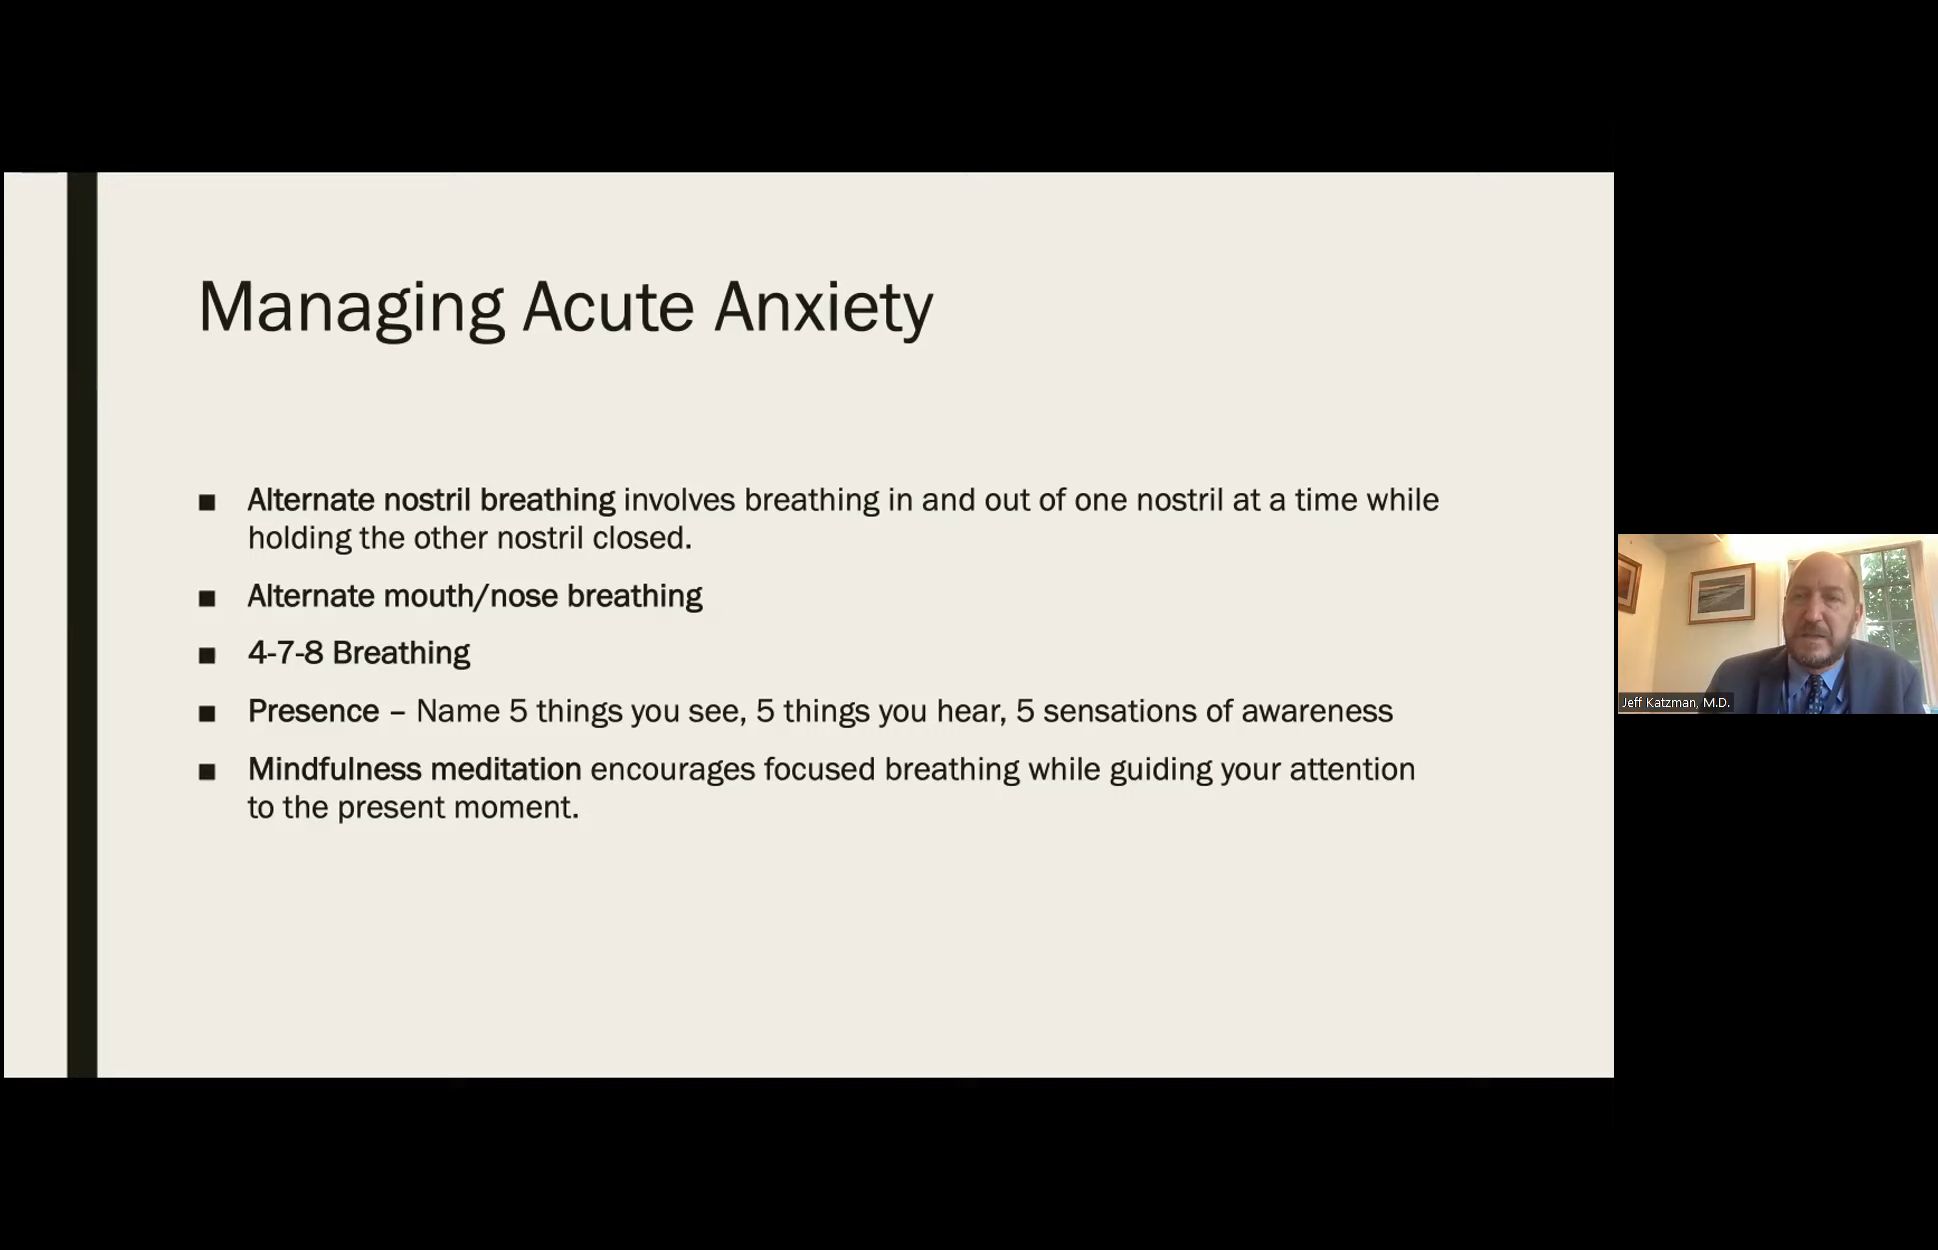 Managing Acute Anxiety
■ Alternate nostril breathing involves breathing in and out of one nostril at a time while
holding the other nostril closed.
■ Alternate mouth/nose breathing
■ 4-7-8 Breathing
■ Presence – Name 5 things you see, 5 things you hear, 5 sensations of awareness
■ Mindfulness meditation encourages focused breathing while guiding your attention
to the present moment.
Jeff Katzman, M.D.